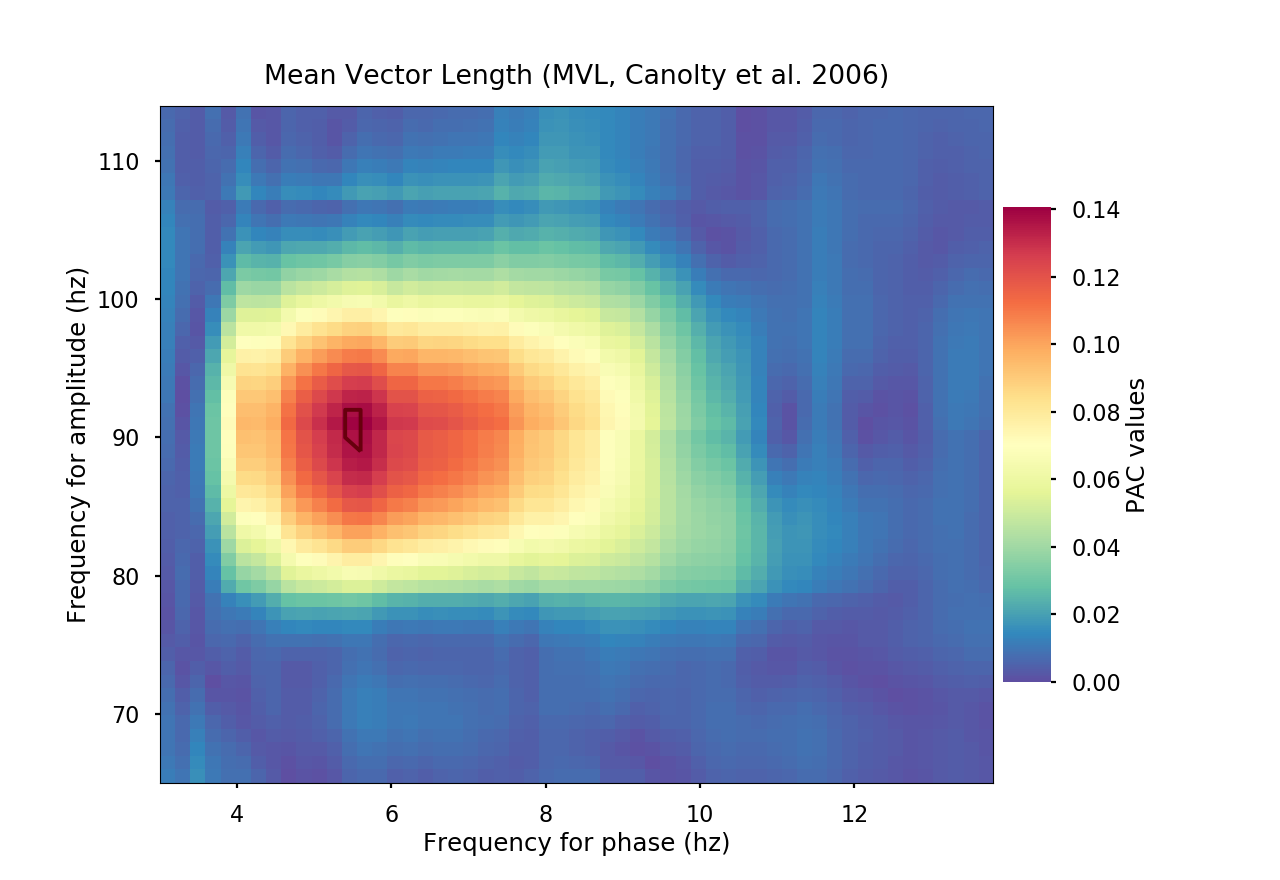 Mean Vector Length (MVL, Canolty et al. 2006)
110
100
90
80
70
Frequency for amplitude (hz)
4 6 8 10 12
Frequency for phase (hz)
0.14
0.12
0.10
0.08
0.06
0.04
0.02
0.00
PAC values